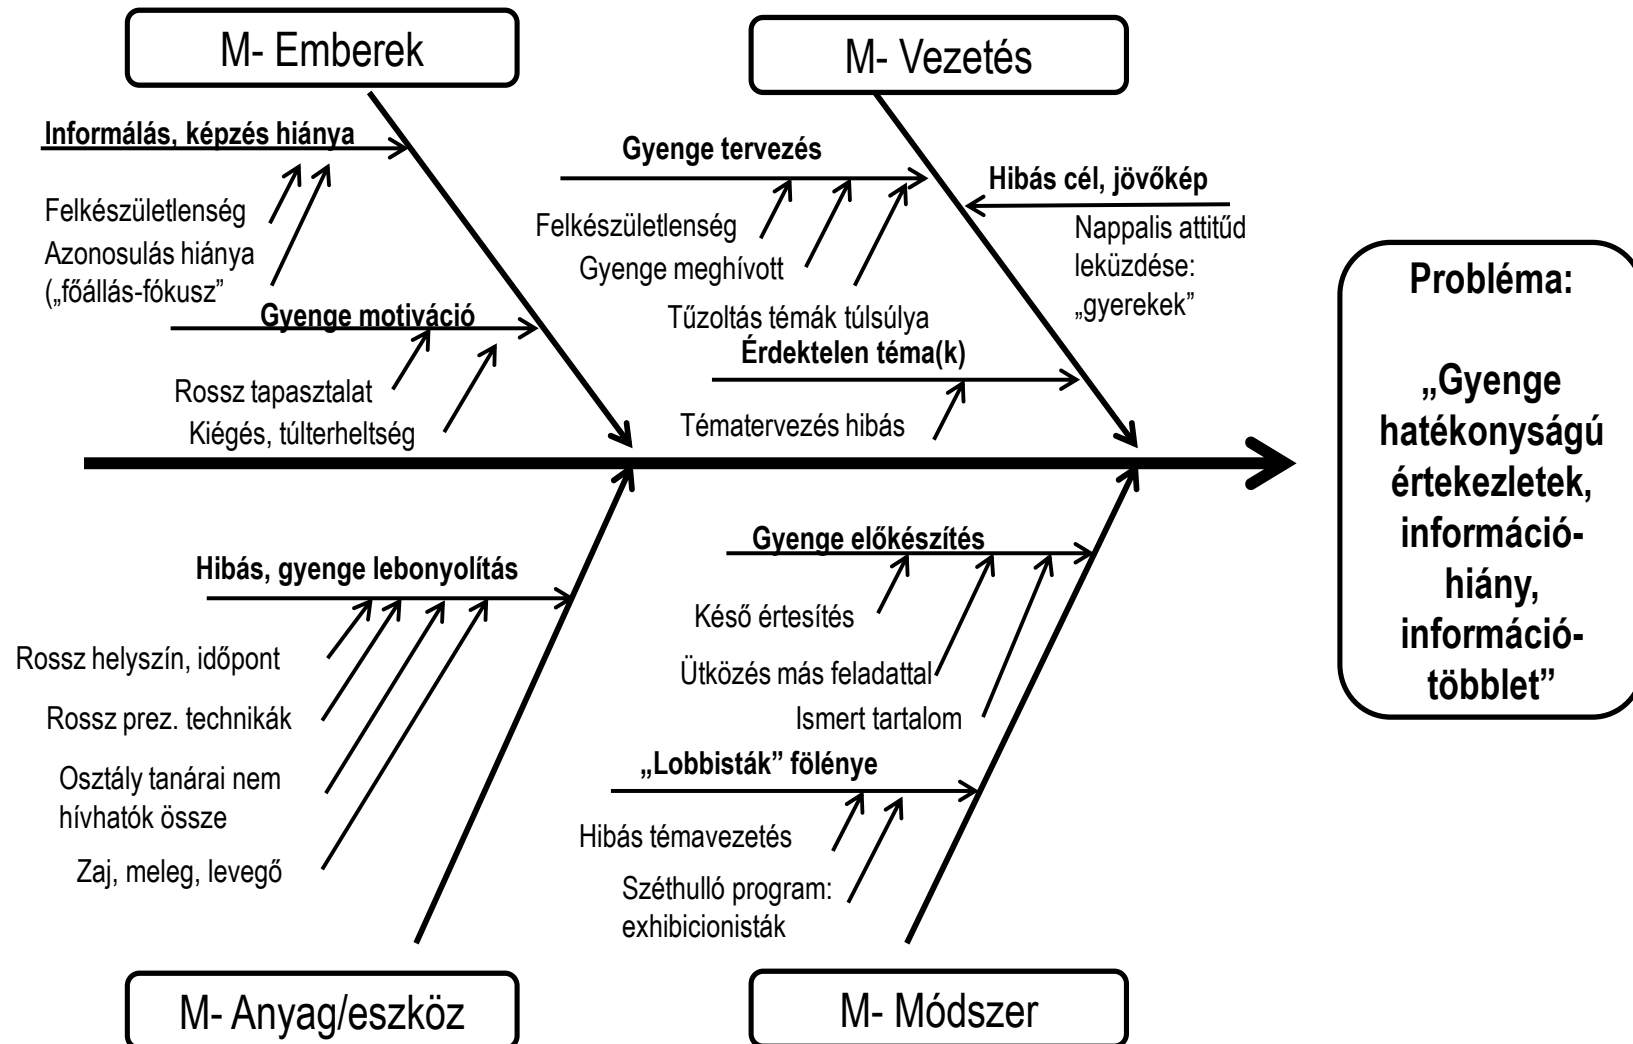 M- Emberek
M- Vezetés
Informálás, képzés hiánya
Felkészületlenség
Azonosulás hiánya
(„főállás-fókusz”
Gyenge motiváció
Rossz tapasztalat
Kiégés, túlterheltség
Gyenge tervezés
Felkészületlenség
Gyenge meghívott
Tűzoltás témák túlsúlya
Hibás cél, jövőkép
Nappalis attitűd
leküzdése:
„gyerekek”
Érdektelen téma(k)
Tématervezés hibás
Probléma:
„Gyenge
hatékonyságú
értekezletek,
információ-
hiány,
információ-
többlet”
Hibás, gyenge lebonyolítás
Rossz helyszín, időpont
Rossz prez. technikák
Osztály tanárai nem
hívhatók össze
Zaj, meleg, levegő
Gyenge előkészítés
Késő értesítés
Ütközés más feladattal
Ismert tartalom
„Lobbisták” fölénye
Hibás témavezetés
Széthulló program:
exhibicionisták
M- Anyag/eszköz
M- Módszer